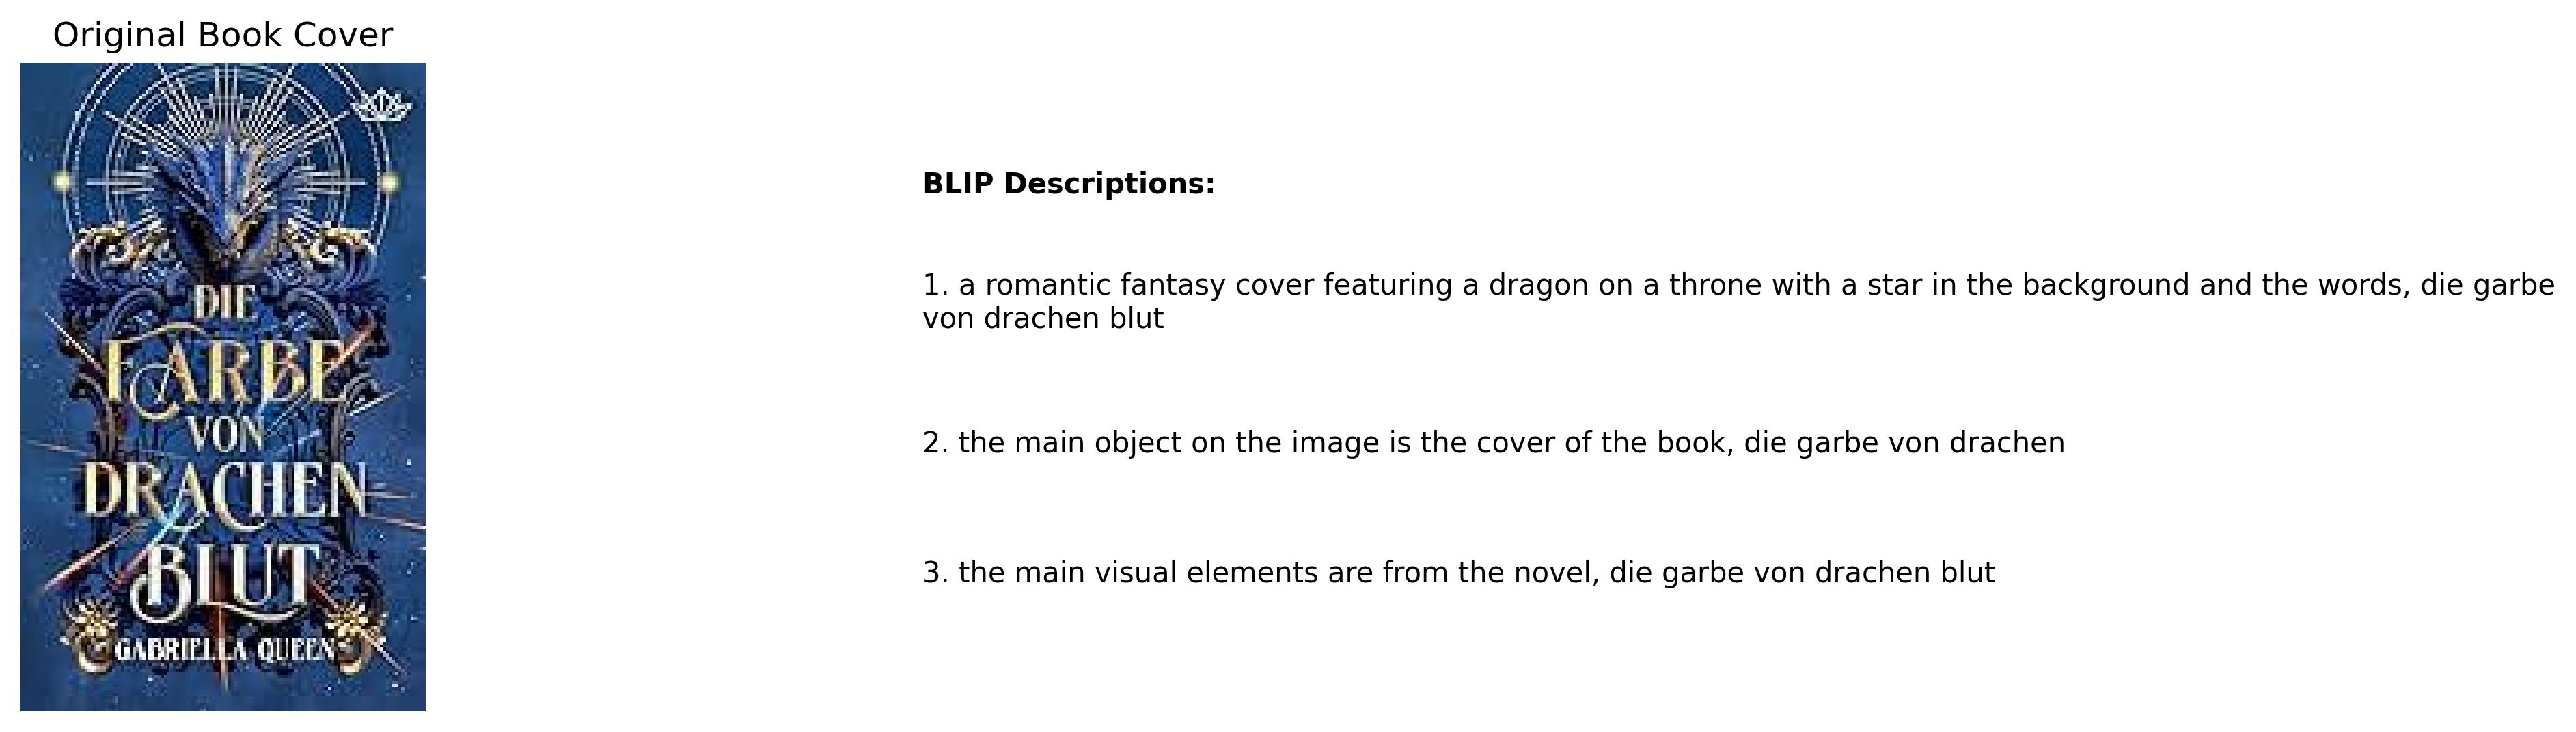 Original Book Cover
DIE
FARBE
VON
DRACHEN
BLUT
GABRIELLA QUEEN
BLIP Descriptions:
1. a romantic fantasy cover featuring a dragon on a throne with a star in the background and the words, die garbe
von drachen blut
2. the main object on the image is the cover of the book, die garbe von drachen
3. the main visual elements are from the novel, die garbe von drachen blut